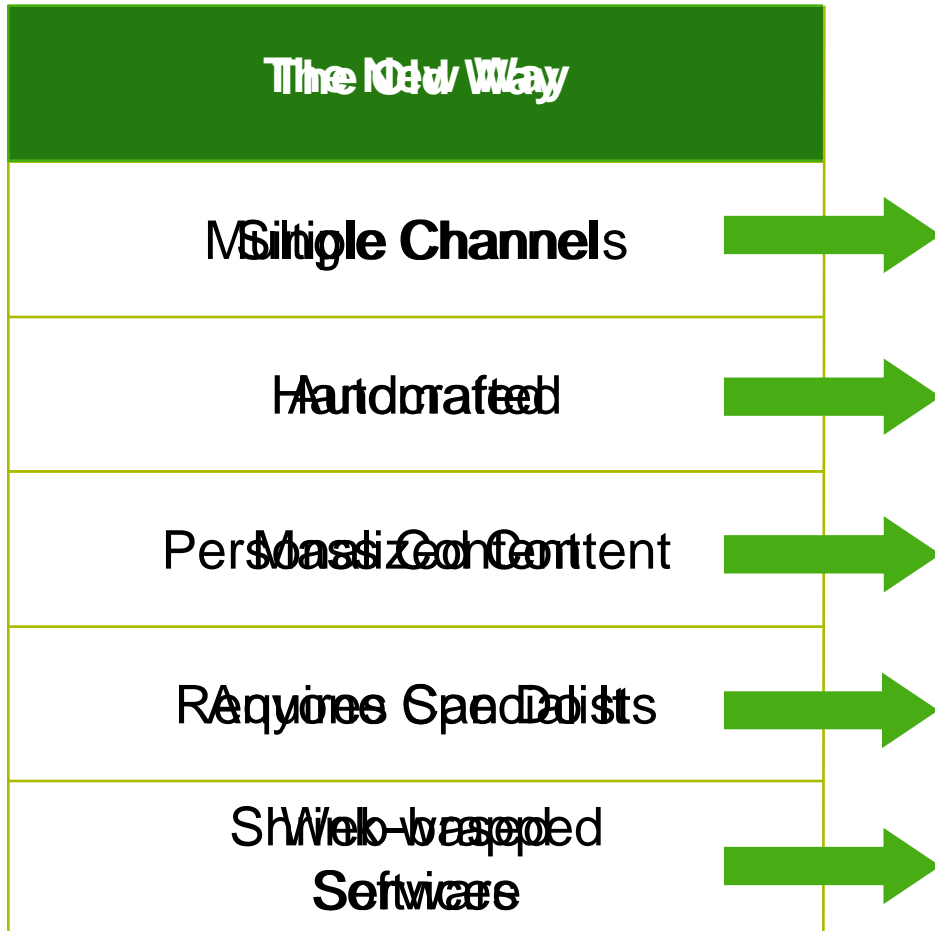 The Old Way
The New Way
Single Channel
Multiple Channels
Handcrafted
Automated
Mass Content
Personalized Content
Requires Specialists
Anyone Can Do It
Shrink-wrapped
Software
Web-based
Services